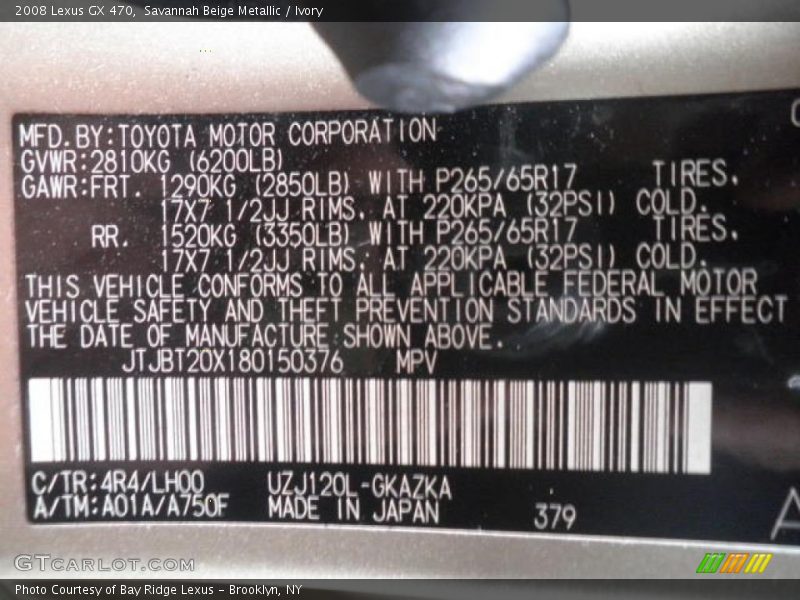 2008 Lexus GX 470, Savannah Beige Metallic / Ivory
MFD.BY:TOYOTA MOTOR CORPORATION
GVWR:2810KG (6200LB)
GAWR:FRT. 1290KG (2850LB) WITH P265/65R17 TIRES.
17X7 1/2JJ RIMS. AT 220KPA (32PSI) COLD.
RR. 1520KG (3350LB) WITH P265/65R17 TIRES.
17X7 1/2JJ RIMS. AT 220KPA (32PSI) COLD.
THIS VEHICLE CONFORMS TO ALL APPLICABLE FEDERAL MOTOR
VEHICLE SAFETY AND THEFT PREVENTION STANDARDS IN EFFECT
THE DATE OF MANUFACTURE SHOWN ABOVE.
JTJBT20X180150376 MPV
C/TR:4R4/LH00 UZJ120L-GKAZKA
A/TM:A01A/A750F MADE IN JAPAN 379
GTCARLOT.COM
Photo Courtesy of Bay Ridge Lexus - Brooklyn, NY